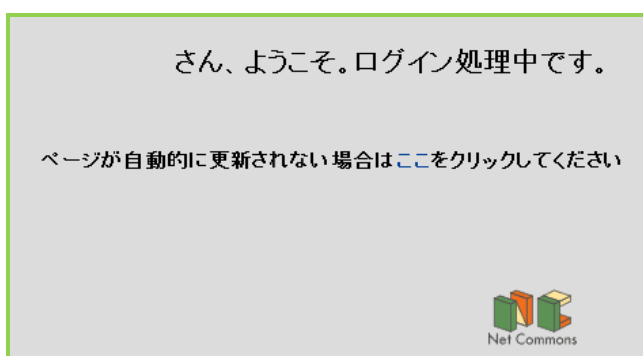 さん、ようこそ。ログイン処理中です。
ページが自動的に更新されない場合はここをクリックしてください
NC
Net Commons